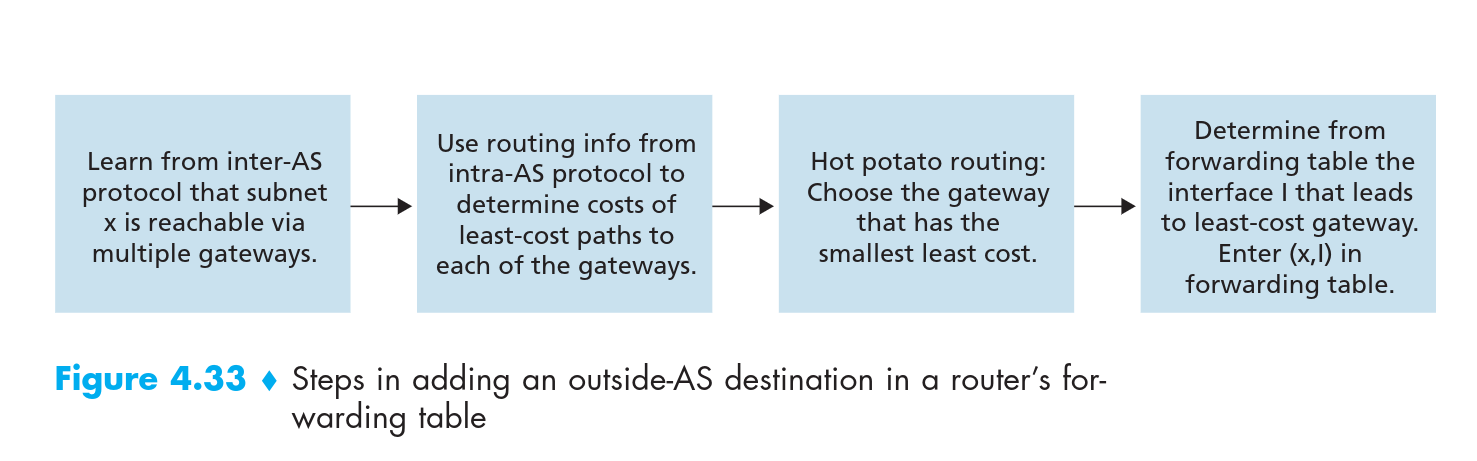 Learn from inter-AS
protocol that subnet
x is reachable via
multiple gateways.
Use routing info from
intra-AS protocol to
determine costs of
least-cost paths to
each of the gateways.
Hot potato routing:
Choose the gateway
that has the
smallest least cost.
Determine from
forwarding table the
interface I that leads
to least-cost gateway.
Enter (x,I) in
forwarding table.
Figure 4.33 ♦ Steps in adding an outside-AS destination in a router’s for-
warding table